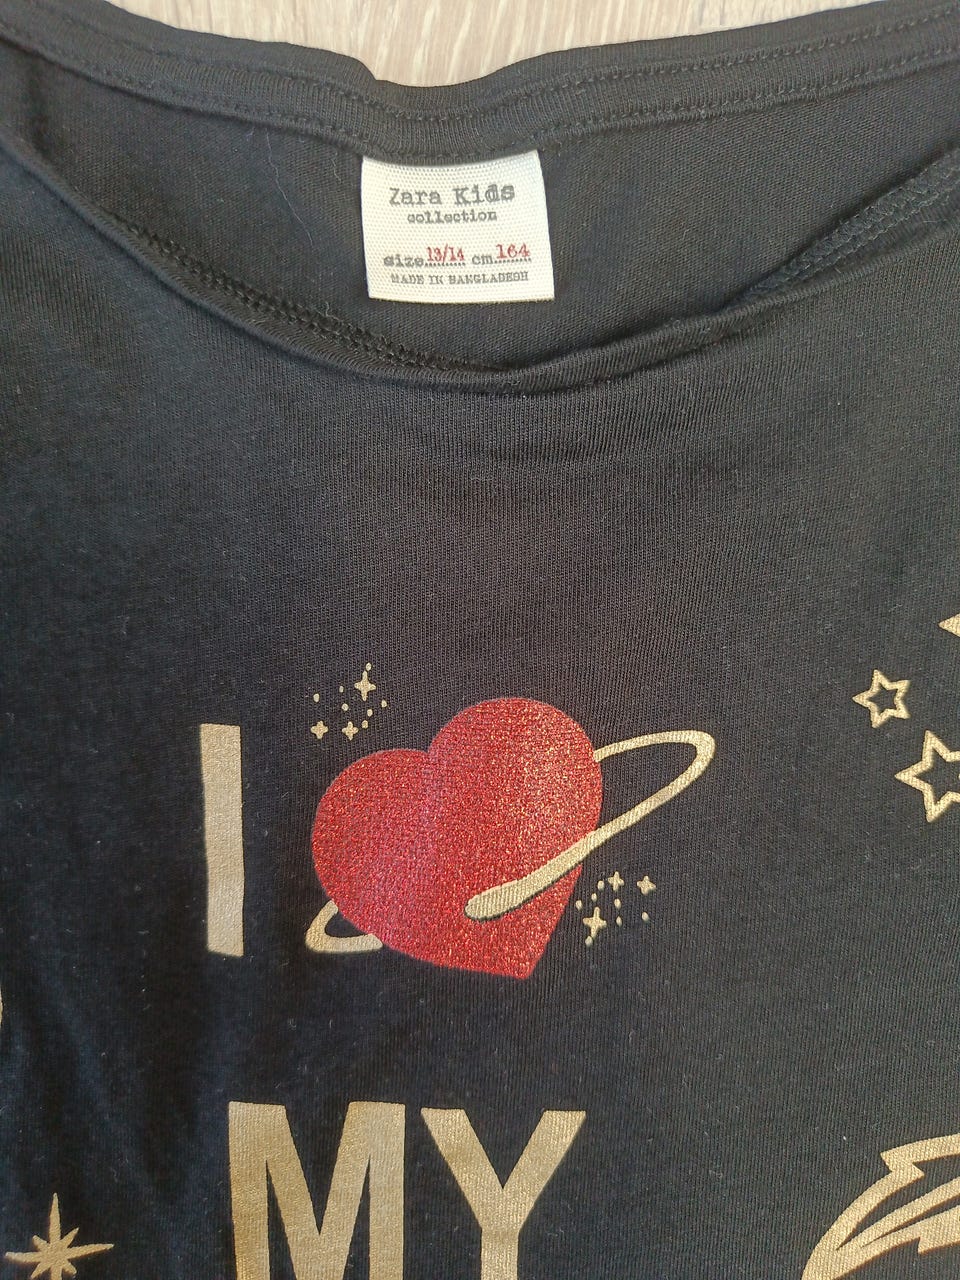 Zara Kids
collection
size 13/14 cm 164
MADE IN BANGLADESH
I
MY